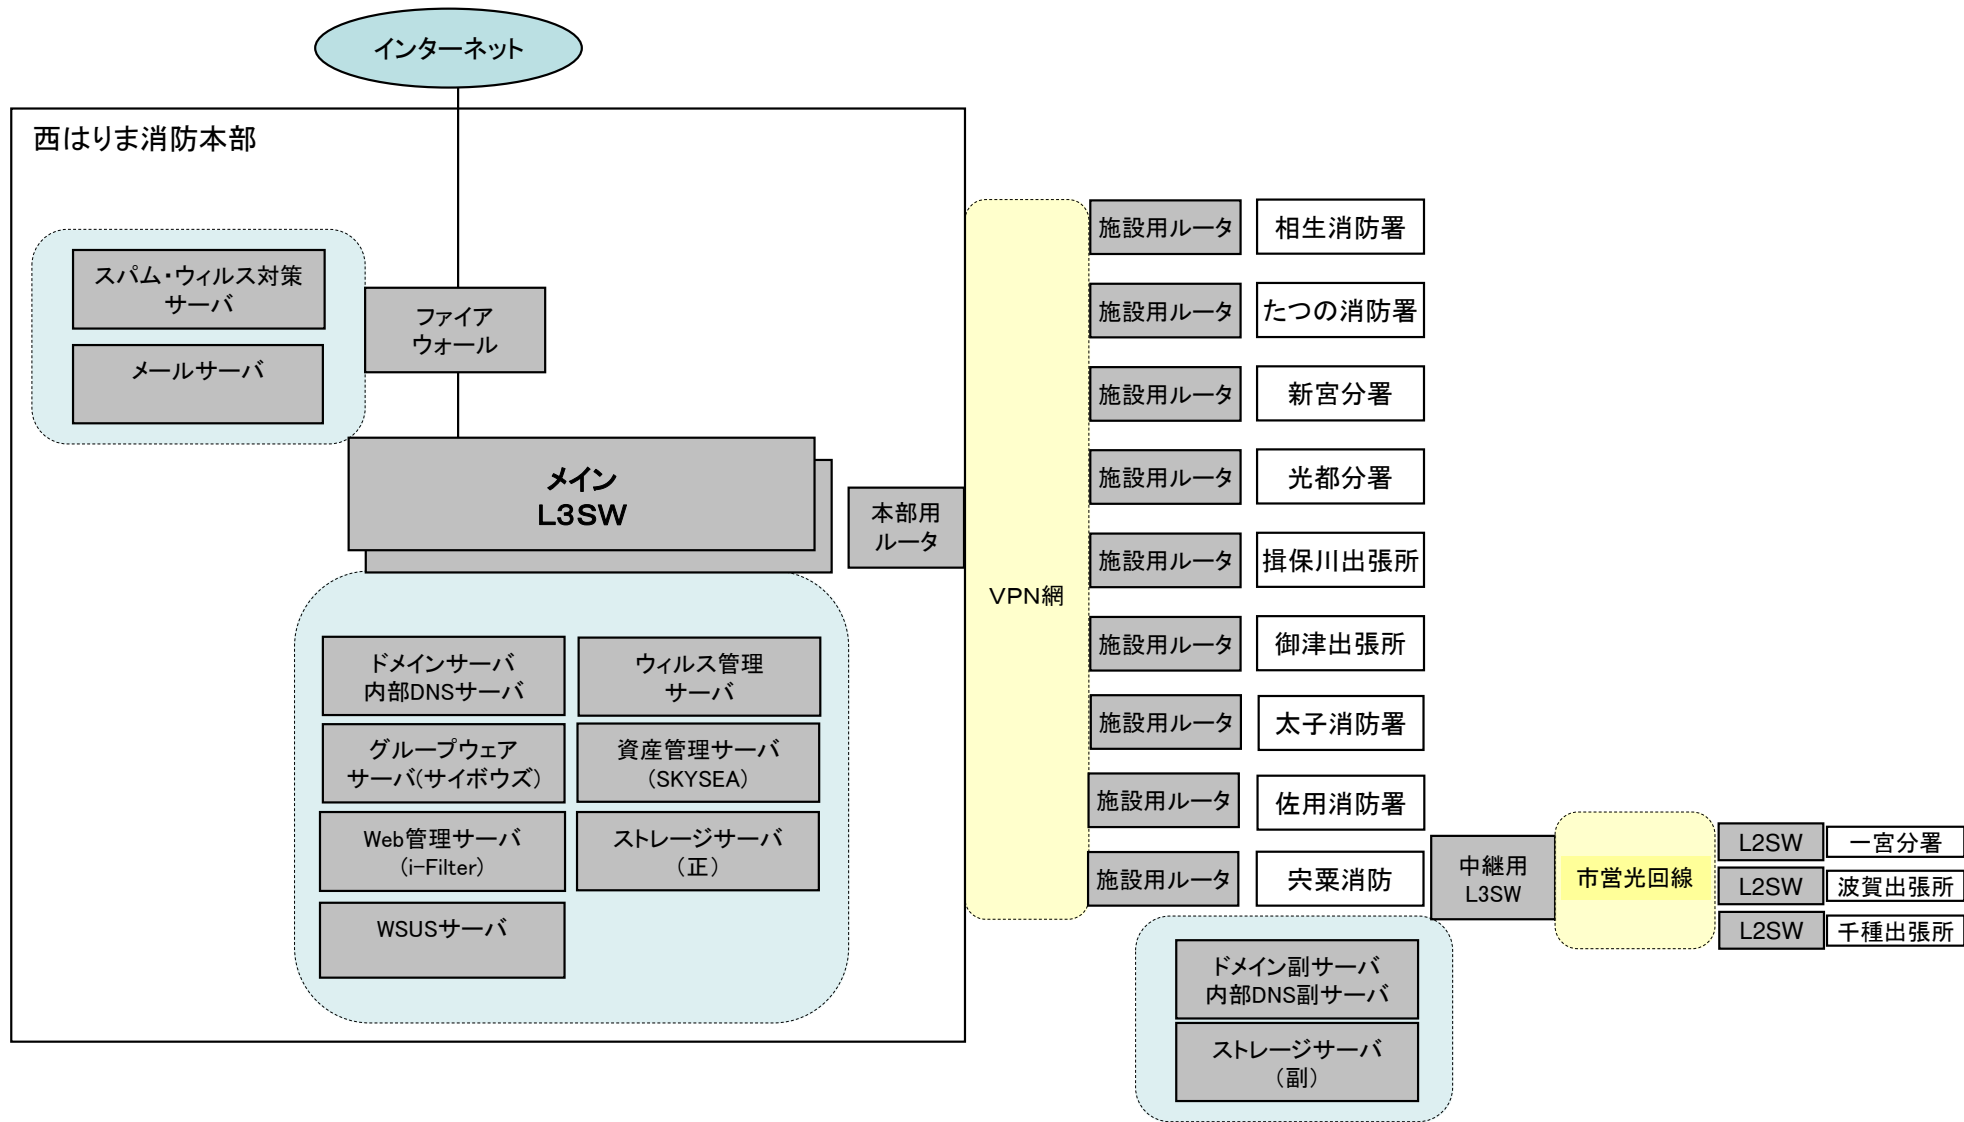 インターネット
西はりま消防本部
スパム・ウィルス対策
サーバ
メールサーバ
ファイア
ウォール
メイン
L3SW
本部用
ルータ
ドメインサーバ
内部DNSサーバ
ウィルス管理
サーバ
グループウェア
サーバ(サイボウズ)
資産管理サーバ
(SKYSEA)
Web管理サーバ
(i-Filter)
ストレージサーバ
(正)
WSUSサーバ
VPN網
施設用ルータ
相生消防署
施設用ルータ
たつの消防署
施設用ルータ
新宮分署
施設用ルータ
光都分署
施設用ルータ
揖保川出張所
施設用ルータ
御津出張所
施設用ルータ
太子消防署
施設用ルータ
佐用消防署
施設用ルータ
宍粟消防
中継用
L3SW
市営光回線
L2SW
一宮分署
L2SW
波賀出張所
L2SW
千種出張所
ドメイン副サーバ
内部DNS副サーバ
ストレージサーバ
(副)